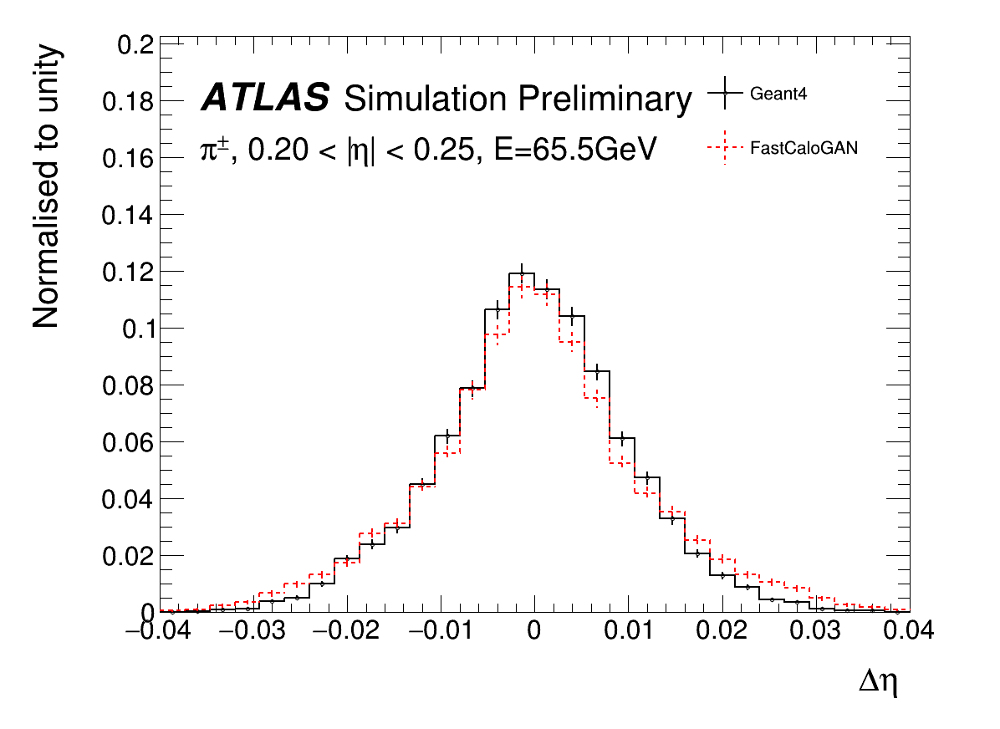 Normalised to unity
0.2
0.18
0.16
0.14
0.12
0.1
0.08
0.06
0.04
0.02
0
ATLAS Simulation Preliminary
π±, 0.20 < |η| < 0.25, E=65.5GeV
Geant4
FastCaloGAN
−0.04 −0.03 −0.02 −0.01 0 0.01 0.02 0.03 0.04
Δη